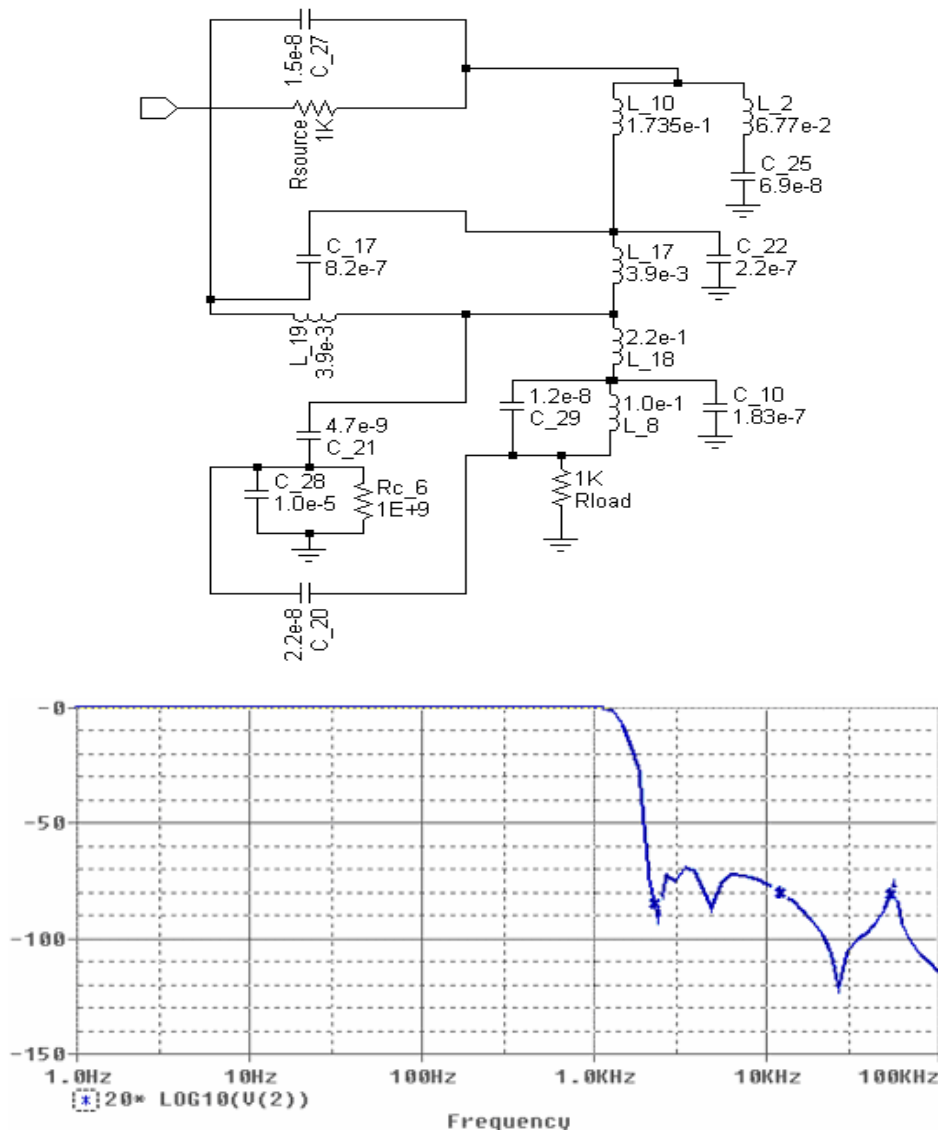 1.5e-8
C_27
Rsource
1K
L_10
1.735e-1
L_2
6.77e-2
C_25
6.9e-8
C_17
8.2e-7
L_17
3.9e-3
C_22
2.2e-7
L_19
3.9e-3
2.2e-1
L_18
4.7e-9
C_21
1.2e-8
C_29
1.0e-1
L_8
C_10
1.83e-7
C_28
1.0e-5
Rc_6
1E+9
1K
Rload
2.2e-8
C_20
-0
-50
-100
-150
1.0Hz 10Hz 100Hz 1.0KHz 10KHz 100KHz
* 20* LOG10(V(2))
Frequency